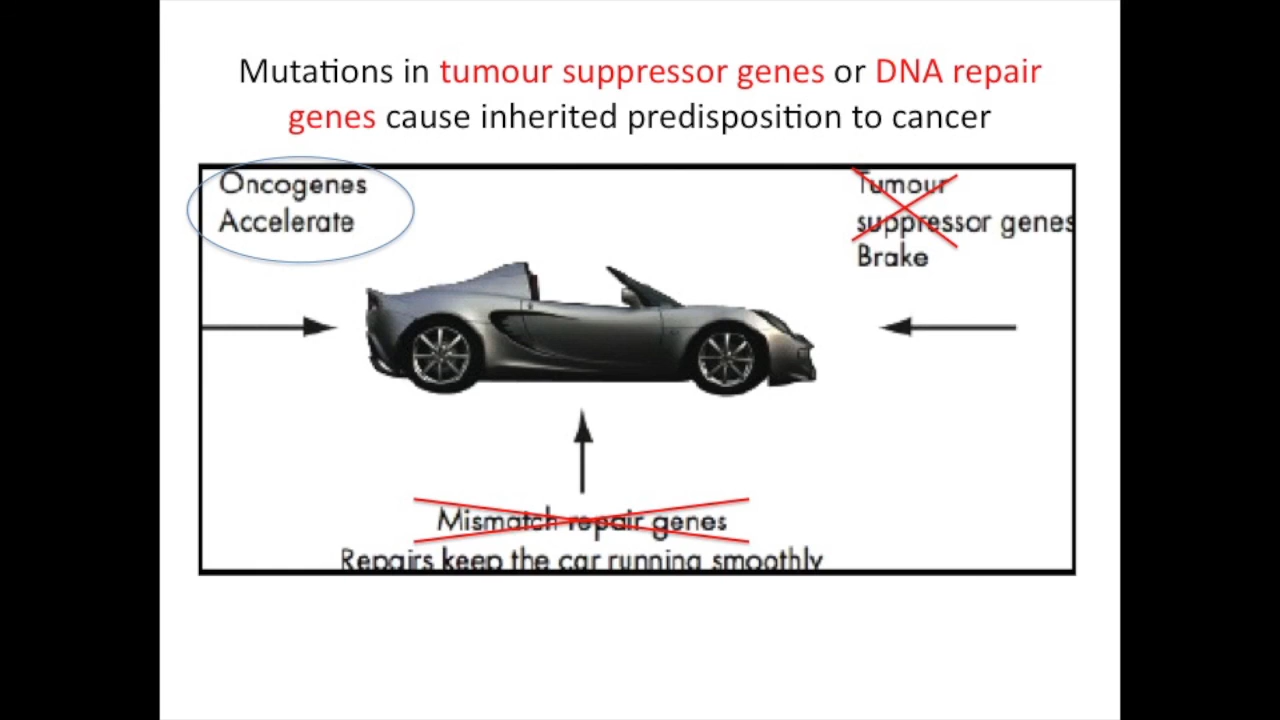 Mutations in tumour suppressor genes or DNA repair
genes cause inherited predisposition to cancer
Oncogenes
Accelerate
Tumour
suppressor genes
Brake
Mismatch repair genes
Repairs keep the car running smoothly